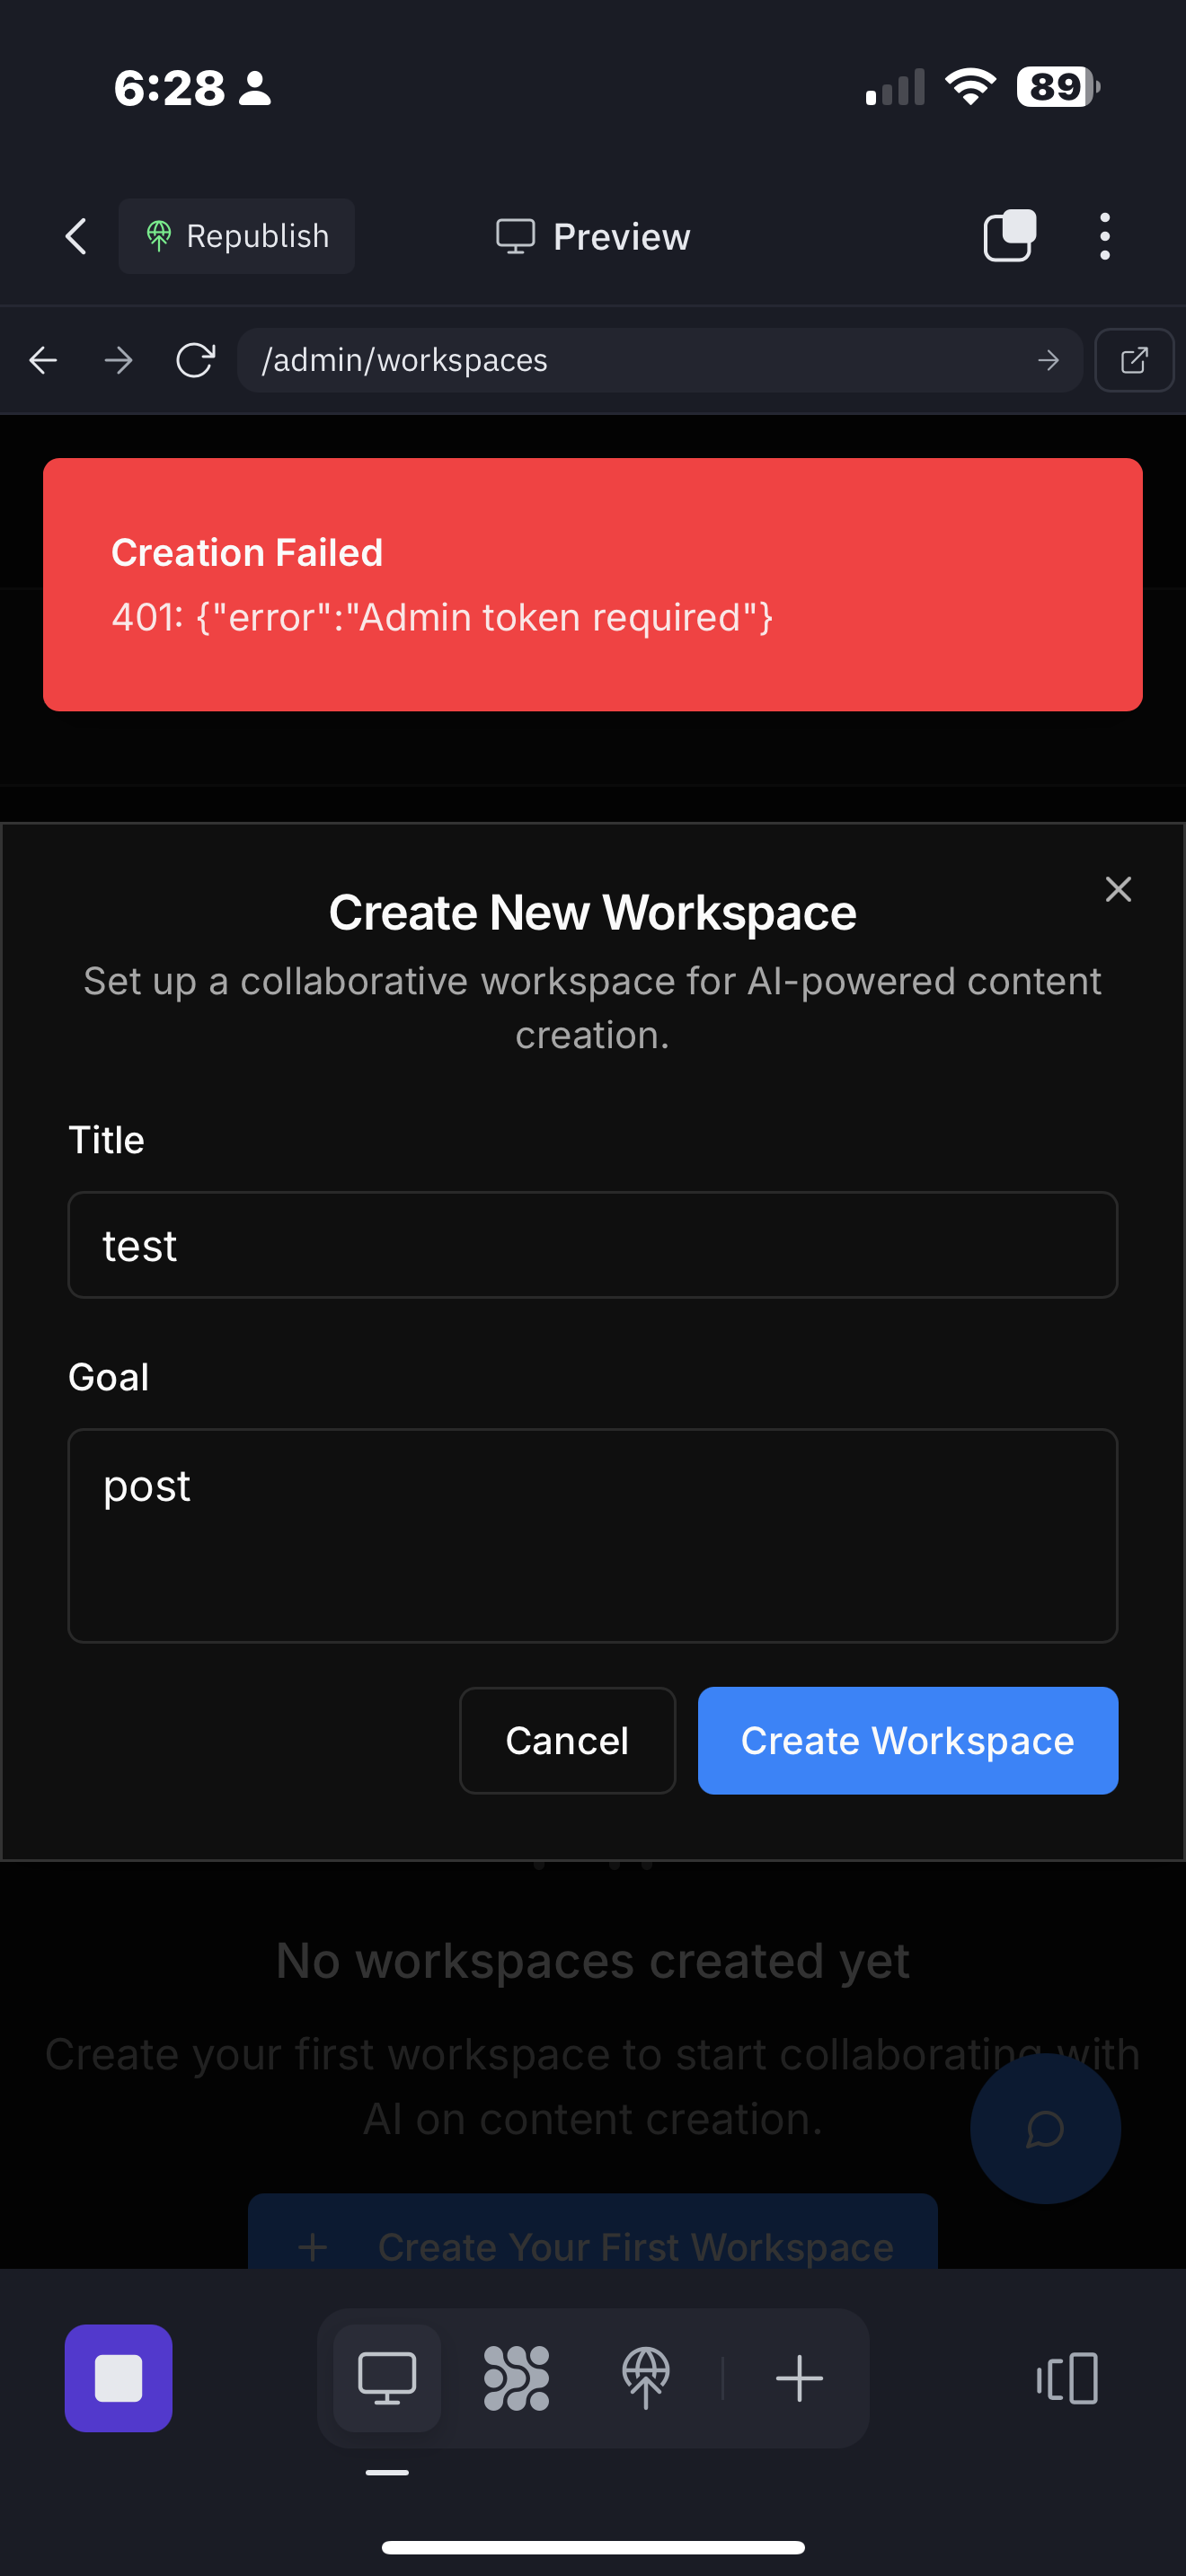 6:28
89
Republish
Preview
/admin/workspaces
Creation Failed
401: {"error":"Admin token required"}
Create New Workspace
Set up a collaborative workspace for AI-powered content
creation.
Title
test
Goal
post
Cancel
Create Workspace
No workspaces created yet
Create your first workspace to start collaborating with
AI on content creation.
Create Your First Workspace